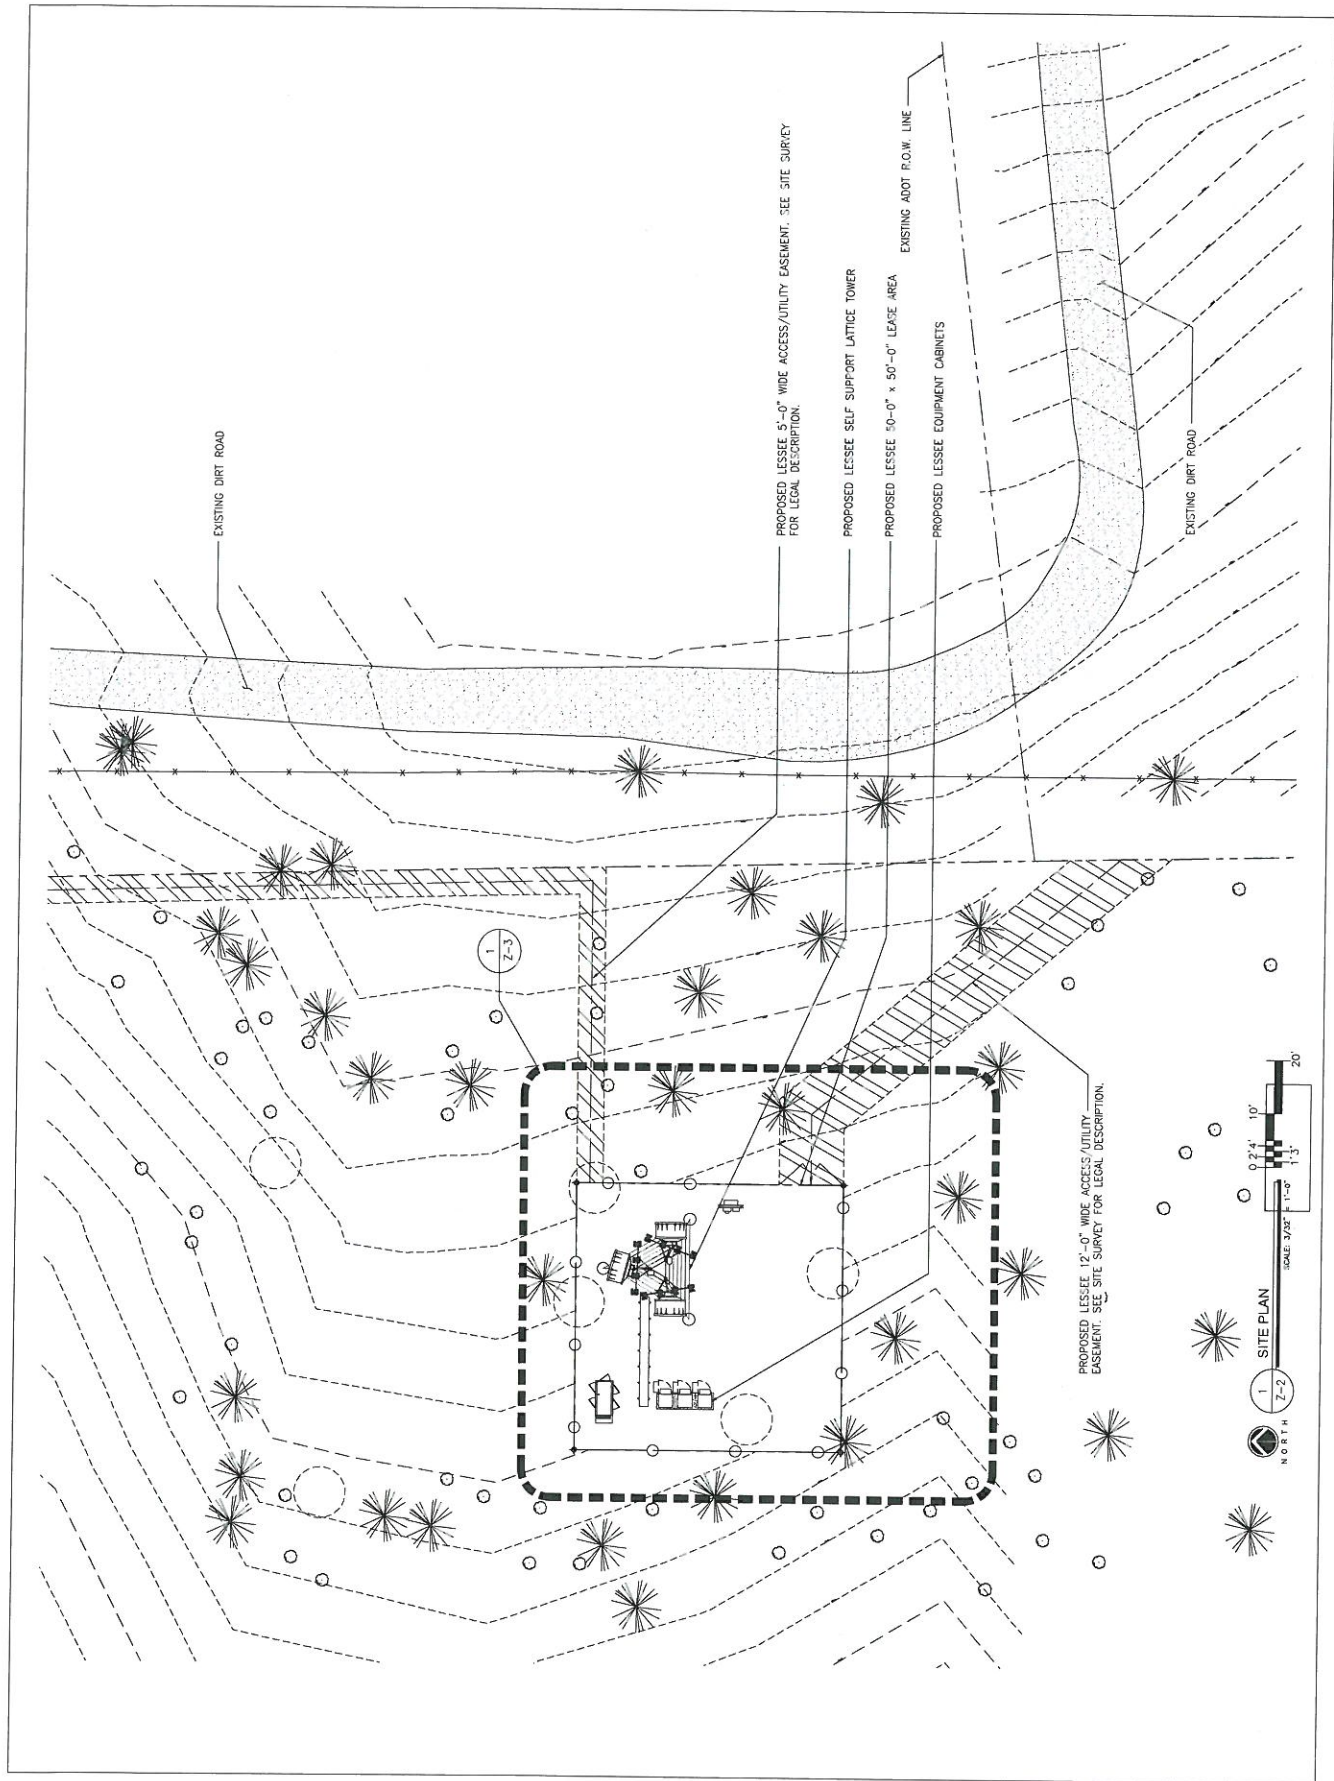 EXISTING DIRT ROAD
PROPOSED LESSEE 5'-0" WIDE ACCESS/UTILITY EASEMENT. SEE SITE SURVEY
FOR LEGAL DESCRIPTION.
PROPOSED LESSEE SELF SUPPORT LATTICE TOWER
PROPOSED LESSEE 50-0" x 50'-0" LEASE AREA
EXISTING ADOT R.O.W. LINE
PROPOSED LESSEE EQUIPMENT CABINETS
EXISTING DIRT ROAD
1
Z-3
PROPOSED LESSEE 12'-0" WIDE ACCESS/UTILITY
EASEMENT. SEE SITE SURVEY FOR LEGAL DESCRIPTION.
NORTH
1
Z-2
SITE PLAN
SCALE: 3/32" = 1'-0"
0 2'4' 10' 20'
1'3'